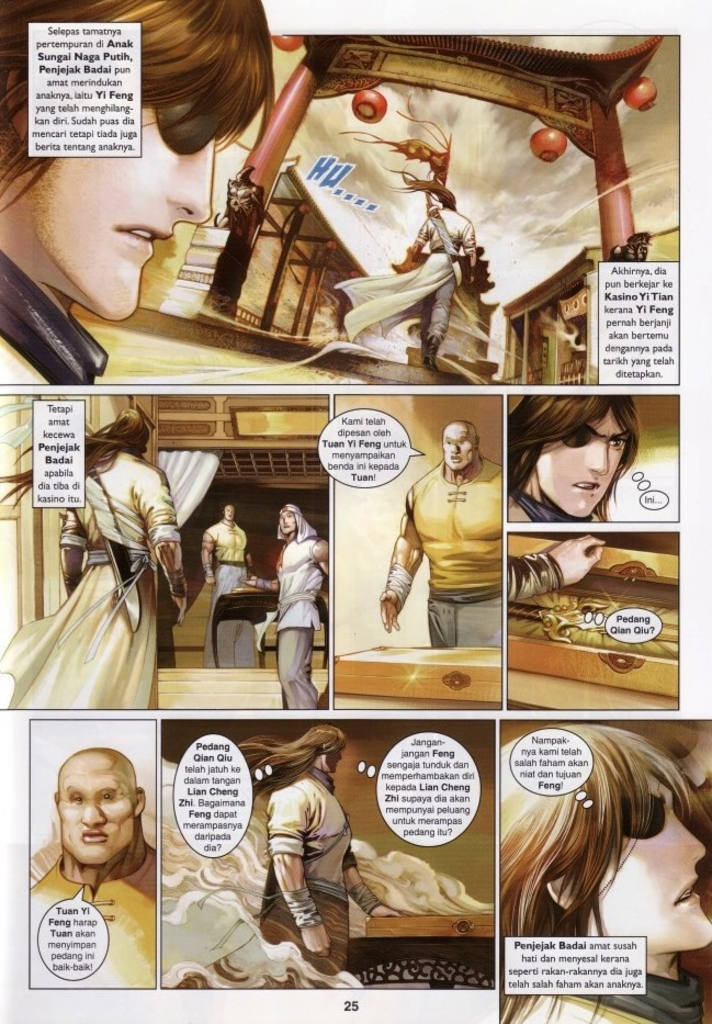 Selepas tamatnya
pertempuran di Anak
Sungai Naga Putih,
Penjejak Badai pun
amat merindukan
anaknya, iaitu Yi Feng
yang telah menghilang-
kan diri. Sudah puas dia
mencari tetapi tiada juga
berita tentang anaknya.
HU....
Akhirnya, dia
pun berkejar ke
Kasino Yi Tian
kerana Yi Feng
pernah berjanji
akan bertemu
dengannya pada
tarikh yang telah
ditetapkan.
Tetapi
amat
kecewa
Penjejak
Badai
apabila
dia tiba di
kasino itu.
Kami telah
dipesan oleh
Tuan Yi Feng untuk
menyampaikan
benda ini kepada
Tuan!
Ini...
Pedang
Qian Qiu?
Tuan Yi
Feng harap
Tuan akan
menyimpan
pedang ini
baik-baik!
Pedang
Qian Qiu
telah jatuh ke
dalam tangan
Lian Cheng
Zhi. Bagaimana
Feng dapat
merampasnya
daripada
dia?
Jangan-
jangan Feng
sengaja tunduk dan
memperhambakan diri
kepada Lian Cheng
Zhi supaya dia akan
mempunyai peluang
untuk merampas
pedang itu?
Nampak-
nya kami telah
salah faham akan
niat dan tujuan
Feng!
Penjejak Badai amat susah
hati dan menyesal kerana
seperti rakan-rakannya dia juga
telah salah faham akan anaknya.
25